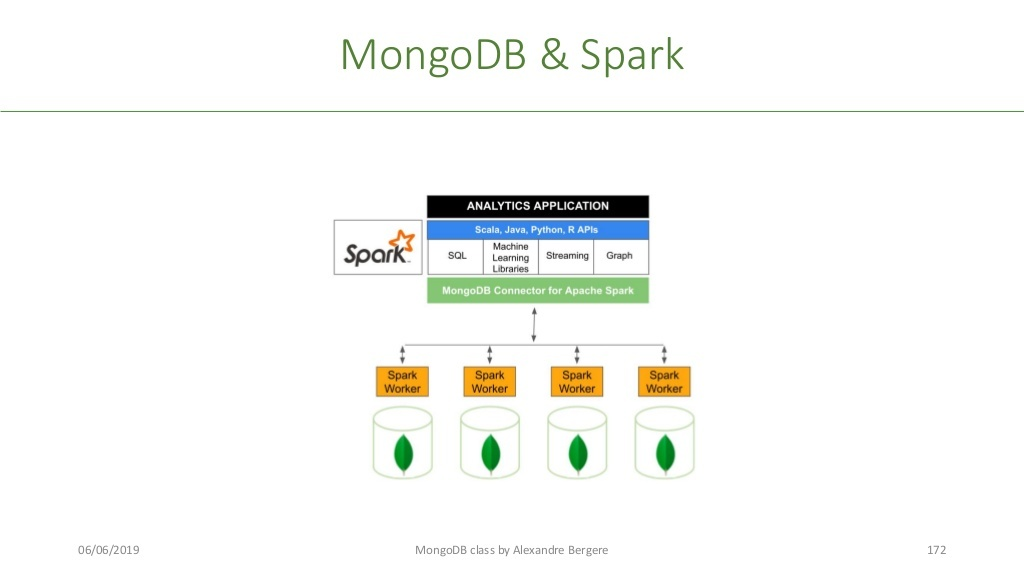 MongoDB & Spark
ANALYTICS APPLICATION
Scala, Java, Python, R APIs
Spark
SQL
Machine
Learning
Libraries
Streaming
Graph
MongoDB Connector for Apache Spark
Spark
Worker
Spark
Worker
Spark
Worker
Spark
Worker
06/06/2019
MongoDB class by Alexandre Bergere
172